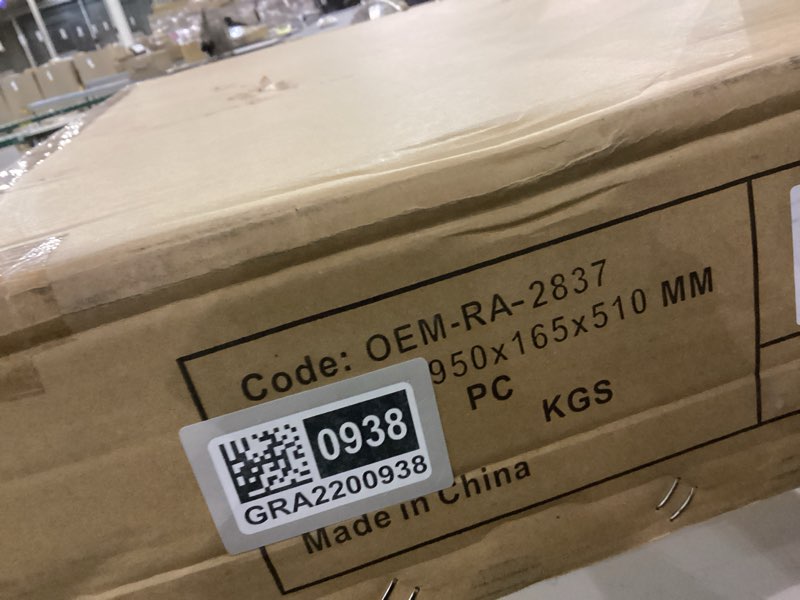 Code: OEM-RA-2837
950x165x510 MM
PC
KGS
Made in China
0938
GRA2200938